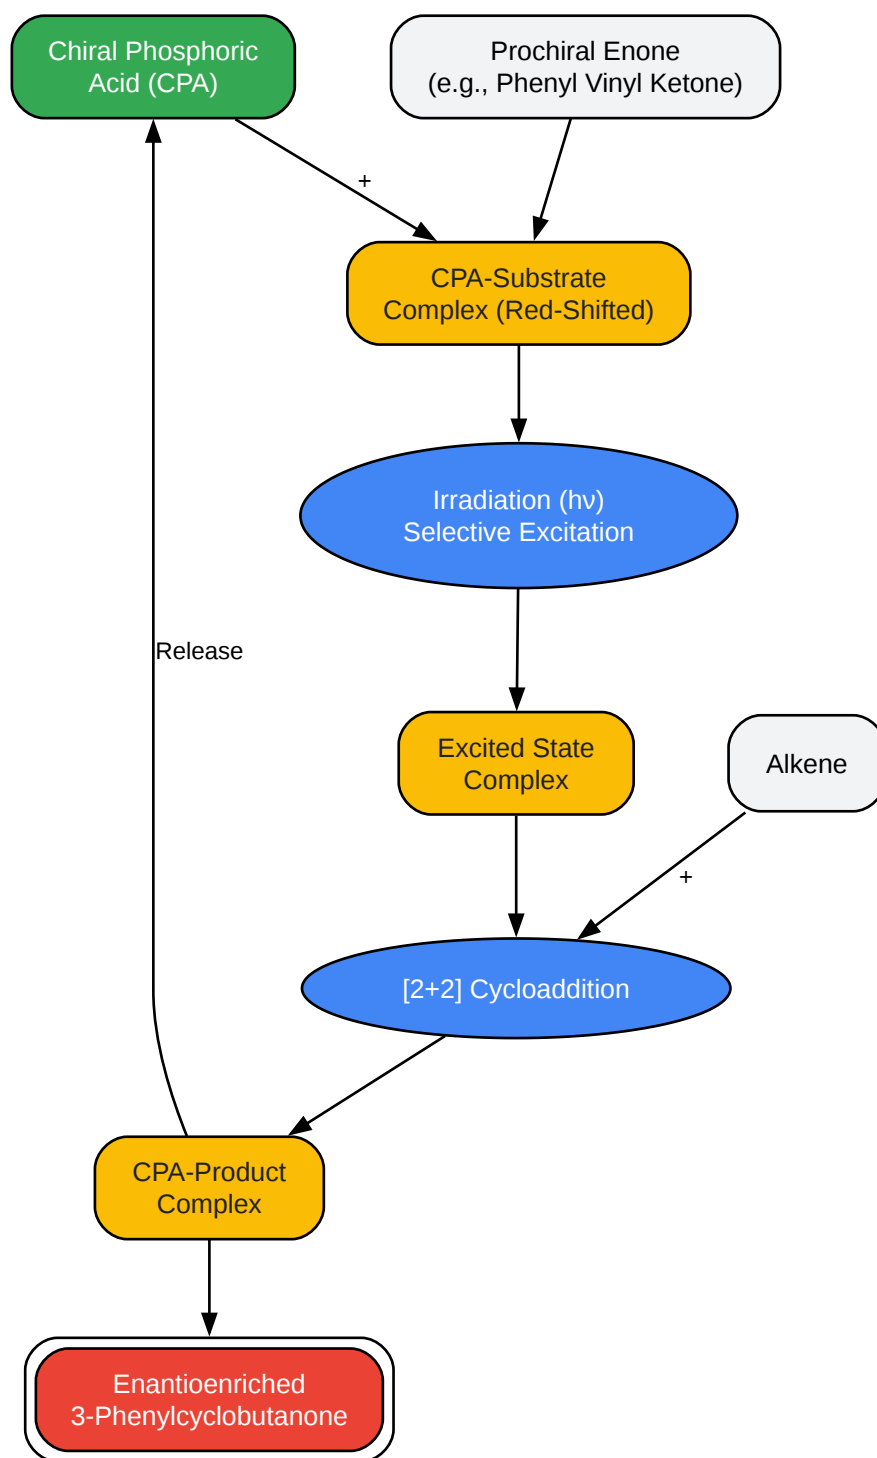 Chiral Phosphoric
Acid (CPA)
Prochiral Enone
(e.g., Phenyl Vinyl Ketone)
+
CPA-Substrate
Complex (Red-Shifted)
Irradiation (hν)
Selective Excitation
Release
Excited State
Complex
Alkene
+
[2+2] Cycloaddition
CPA-Product
Complex
Enantioenriched
3-Phenylcyclobutanone